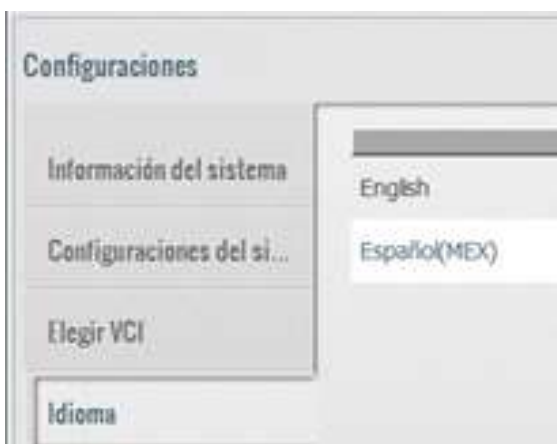 Configuraciones
Información del sistema
Configuraciones del si...
Elegir VCI
Idioma
English
Español(MEX)